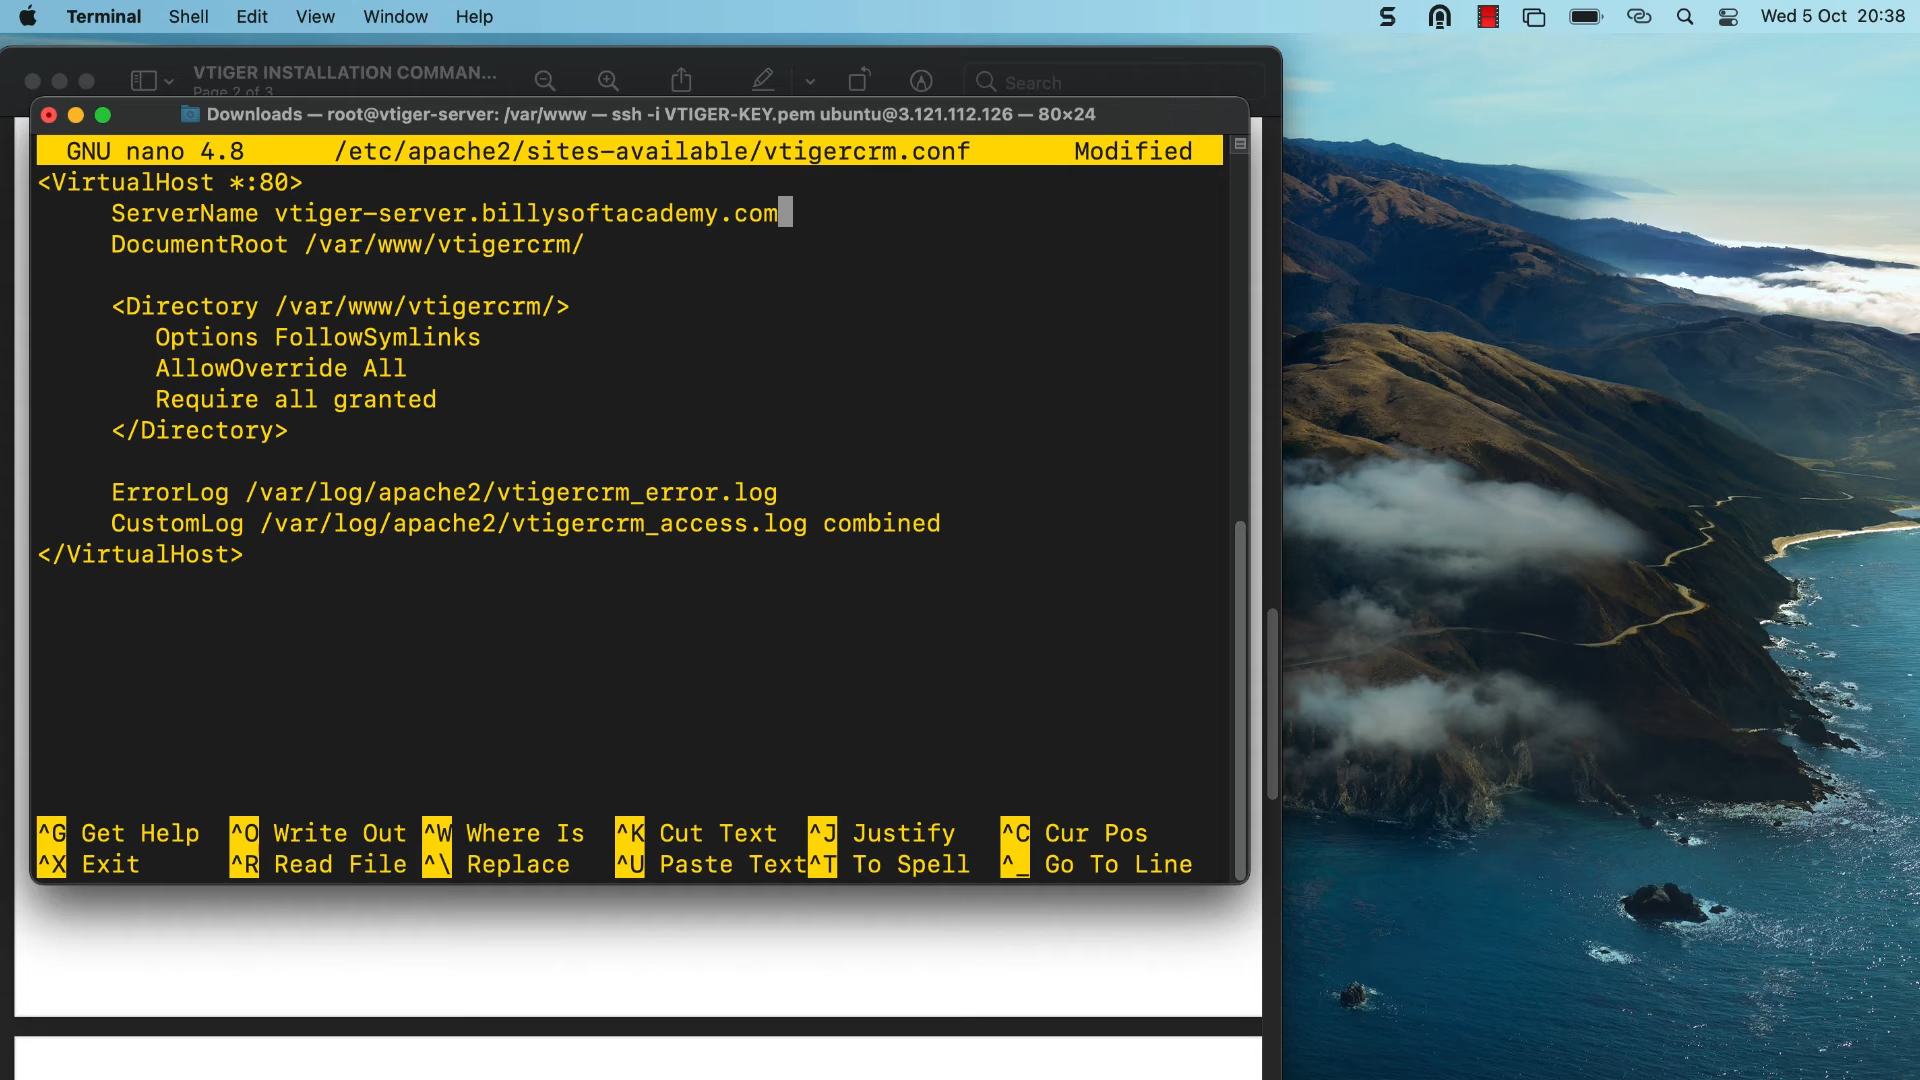 Terminal Shell Edit View Window Help Wed 5 Oct 20:38
VTIGER INSTALLATION COMMAN...
Page 2 of 3
Search
Downloads — root@vtiger-server: /var/www — ssh -i VTIGER-KEY.pem ubuntu@3.121.112.126 — 80×24
GNU nano 4.8 /etc/apache2/sites-available/vtigercrm.conf Modified
<VirtualHost *:80>
ServerName vtiger-server.billysoftacademy.com
DocumentRoot /var/www/vtigercrm/
<Directory /var/www/vtigercrm/>
Options FollowSymlinks
AllowOverride All
Require all granted
</Directory>
ErrorLog /var/log/apache2/vtigercrm_error.log
CustomLog /var/log/apache2/vtigercrm_access.log combined
</VirtualHost>
^G Get Help ^O Write Out ^W Where Is ^K Cut Text ^J Justify ^C Cur Pos
^X Exit ^R Read File ^\ Replace ^U Paste Text ^T To Spell ^_ Go To Line